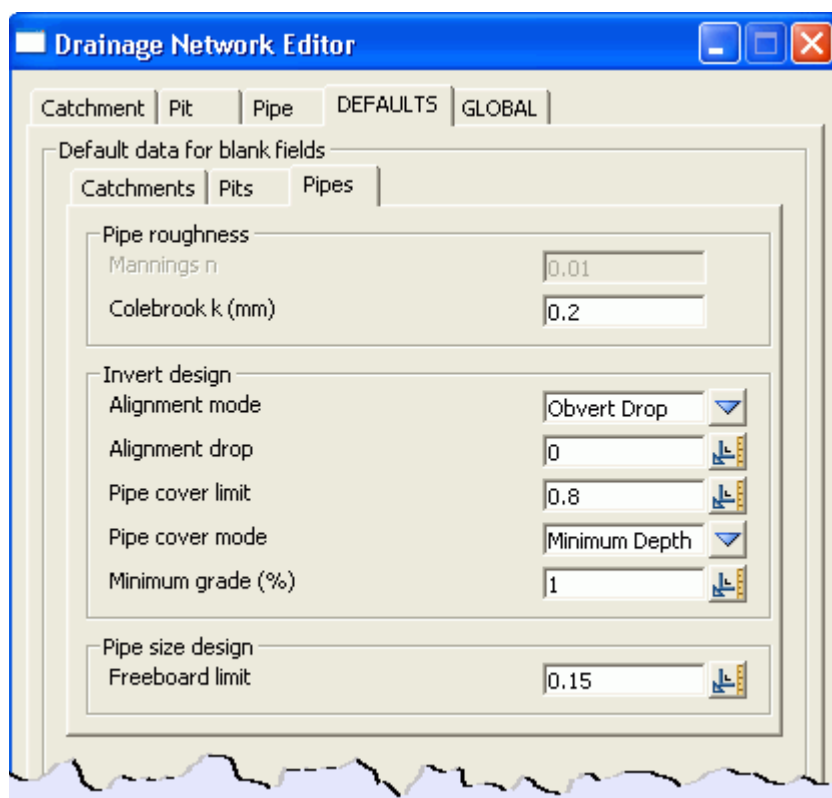 Drainage Network Editor
Catchment Pit Pipe DEFAULTS GLOBAL
Default data for blank fields
Catchments Pits Pipes
Pipe roughness
Mannings n 0.01
Colebrook k (mm) 0.2
Invert design
Alignment mode Obvert Drop
Alignment drop 0
Pipe cover limit 0.8
Pipe cover mode Minimum Depth
Minimum grade (%) 1
Pipe size design
Freeboard limit 0.15